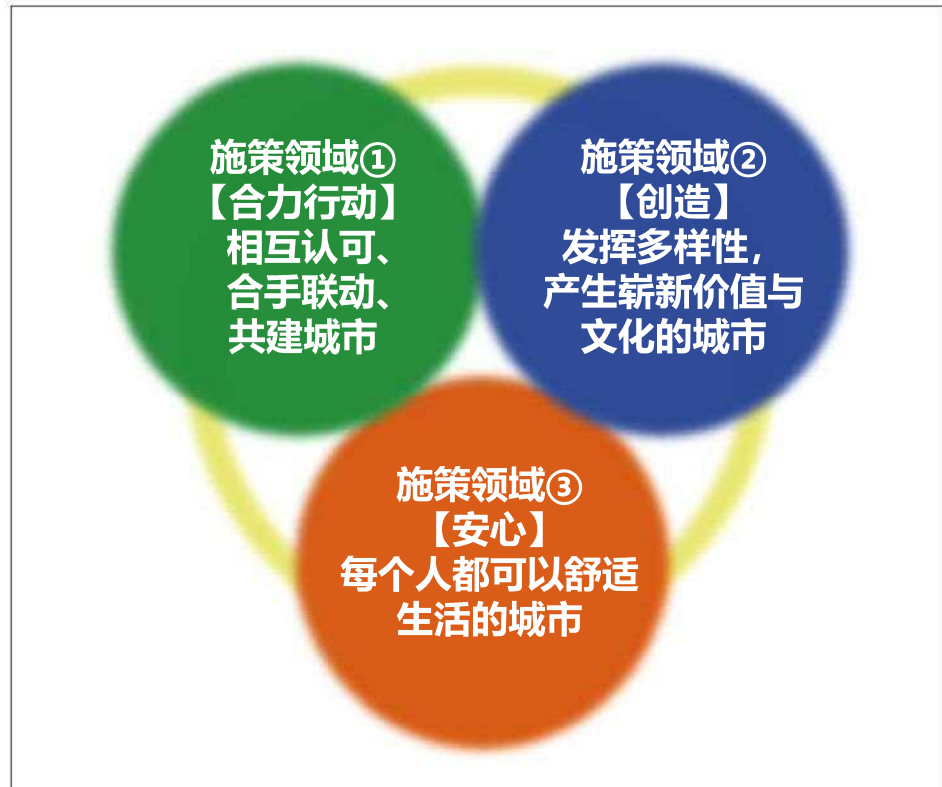 施策领域①
【合力行动】
相互认可、
合手联动、
共建城市
施策领域②
【创造】
发挥多样性，
产生崭新价值与
文化的城市
施策领域③
【安心】
每个人都可以舒适
生活的城市